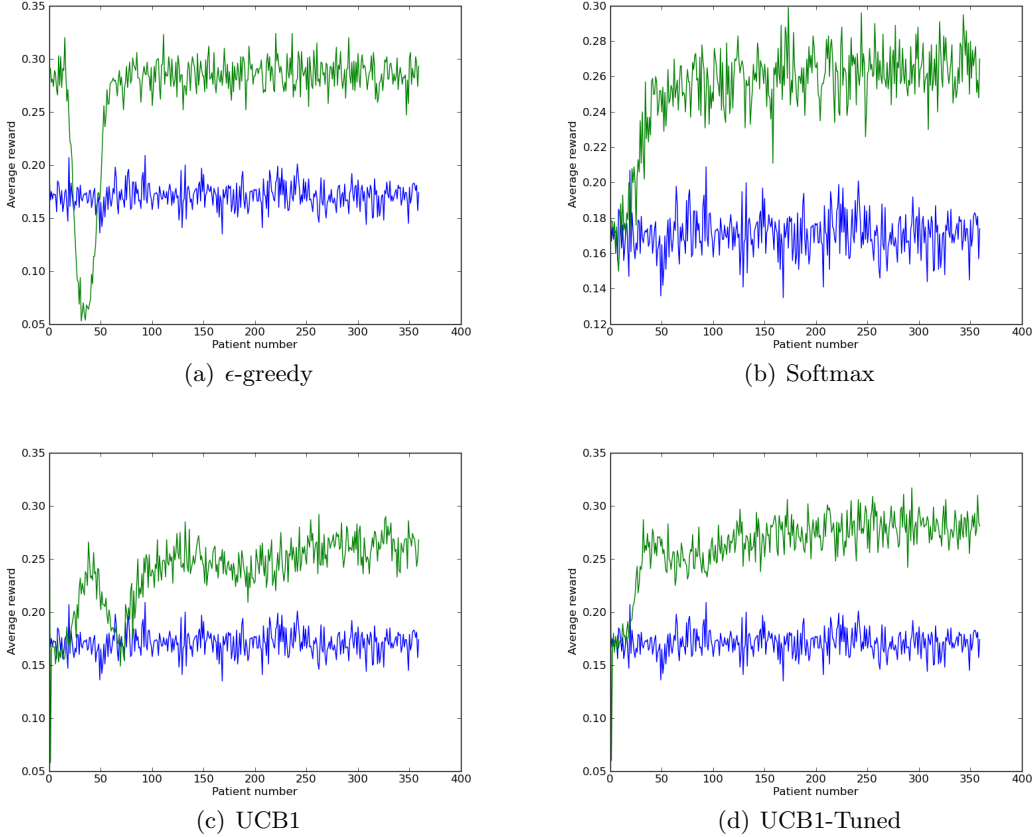 0.35
0.30
0.25
0.20
0.15
0.10
0.05
Average reward
0 50 100 150 200 250 300 350 400
Patient number
(a) ϵ-greedy
0.30
0.28
0.26
0.24
0.22
0.20
0.18
0.16
0.14
0.12
Average reward
0 50 100 150 200 250 300 350 400
Patient number
(b) Softmax
0.35
0.30
0.25
0.20
0.15
0.10
0.05
Average reward
0 50 100 150 200 250 300 350 400
Patient number
(c) UCB1
0.35
0.30
0.25
0.20
0.15
0.10
0.05
Average reward
0 50 100 150 200 250 300 350 400
Patient number
(d) UCB1-Tuned